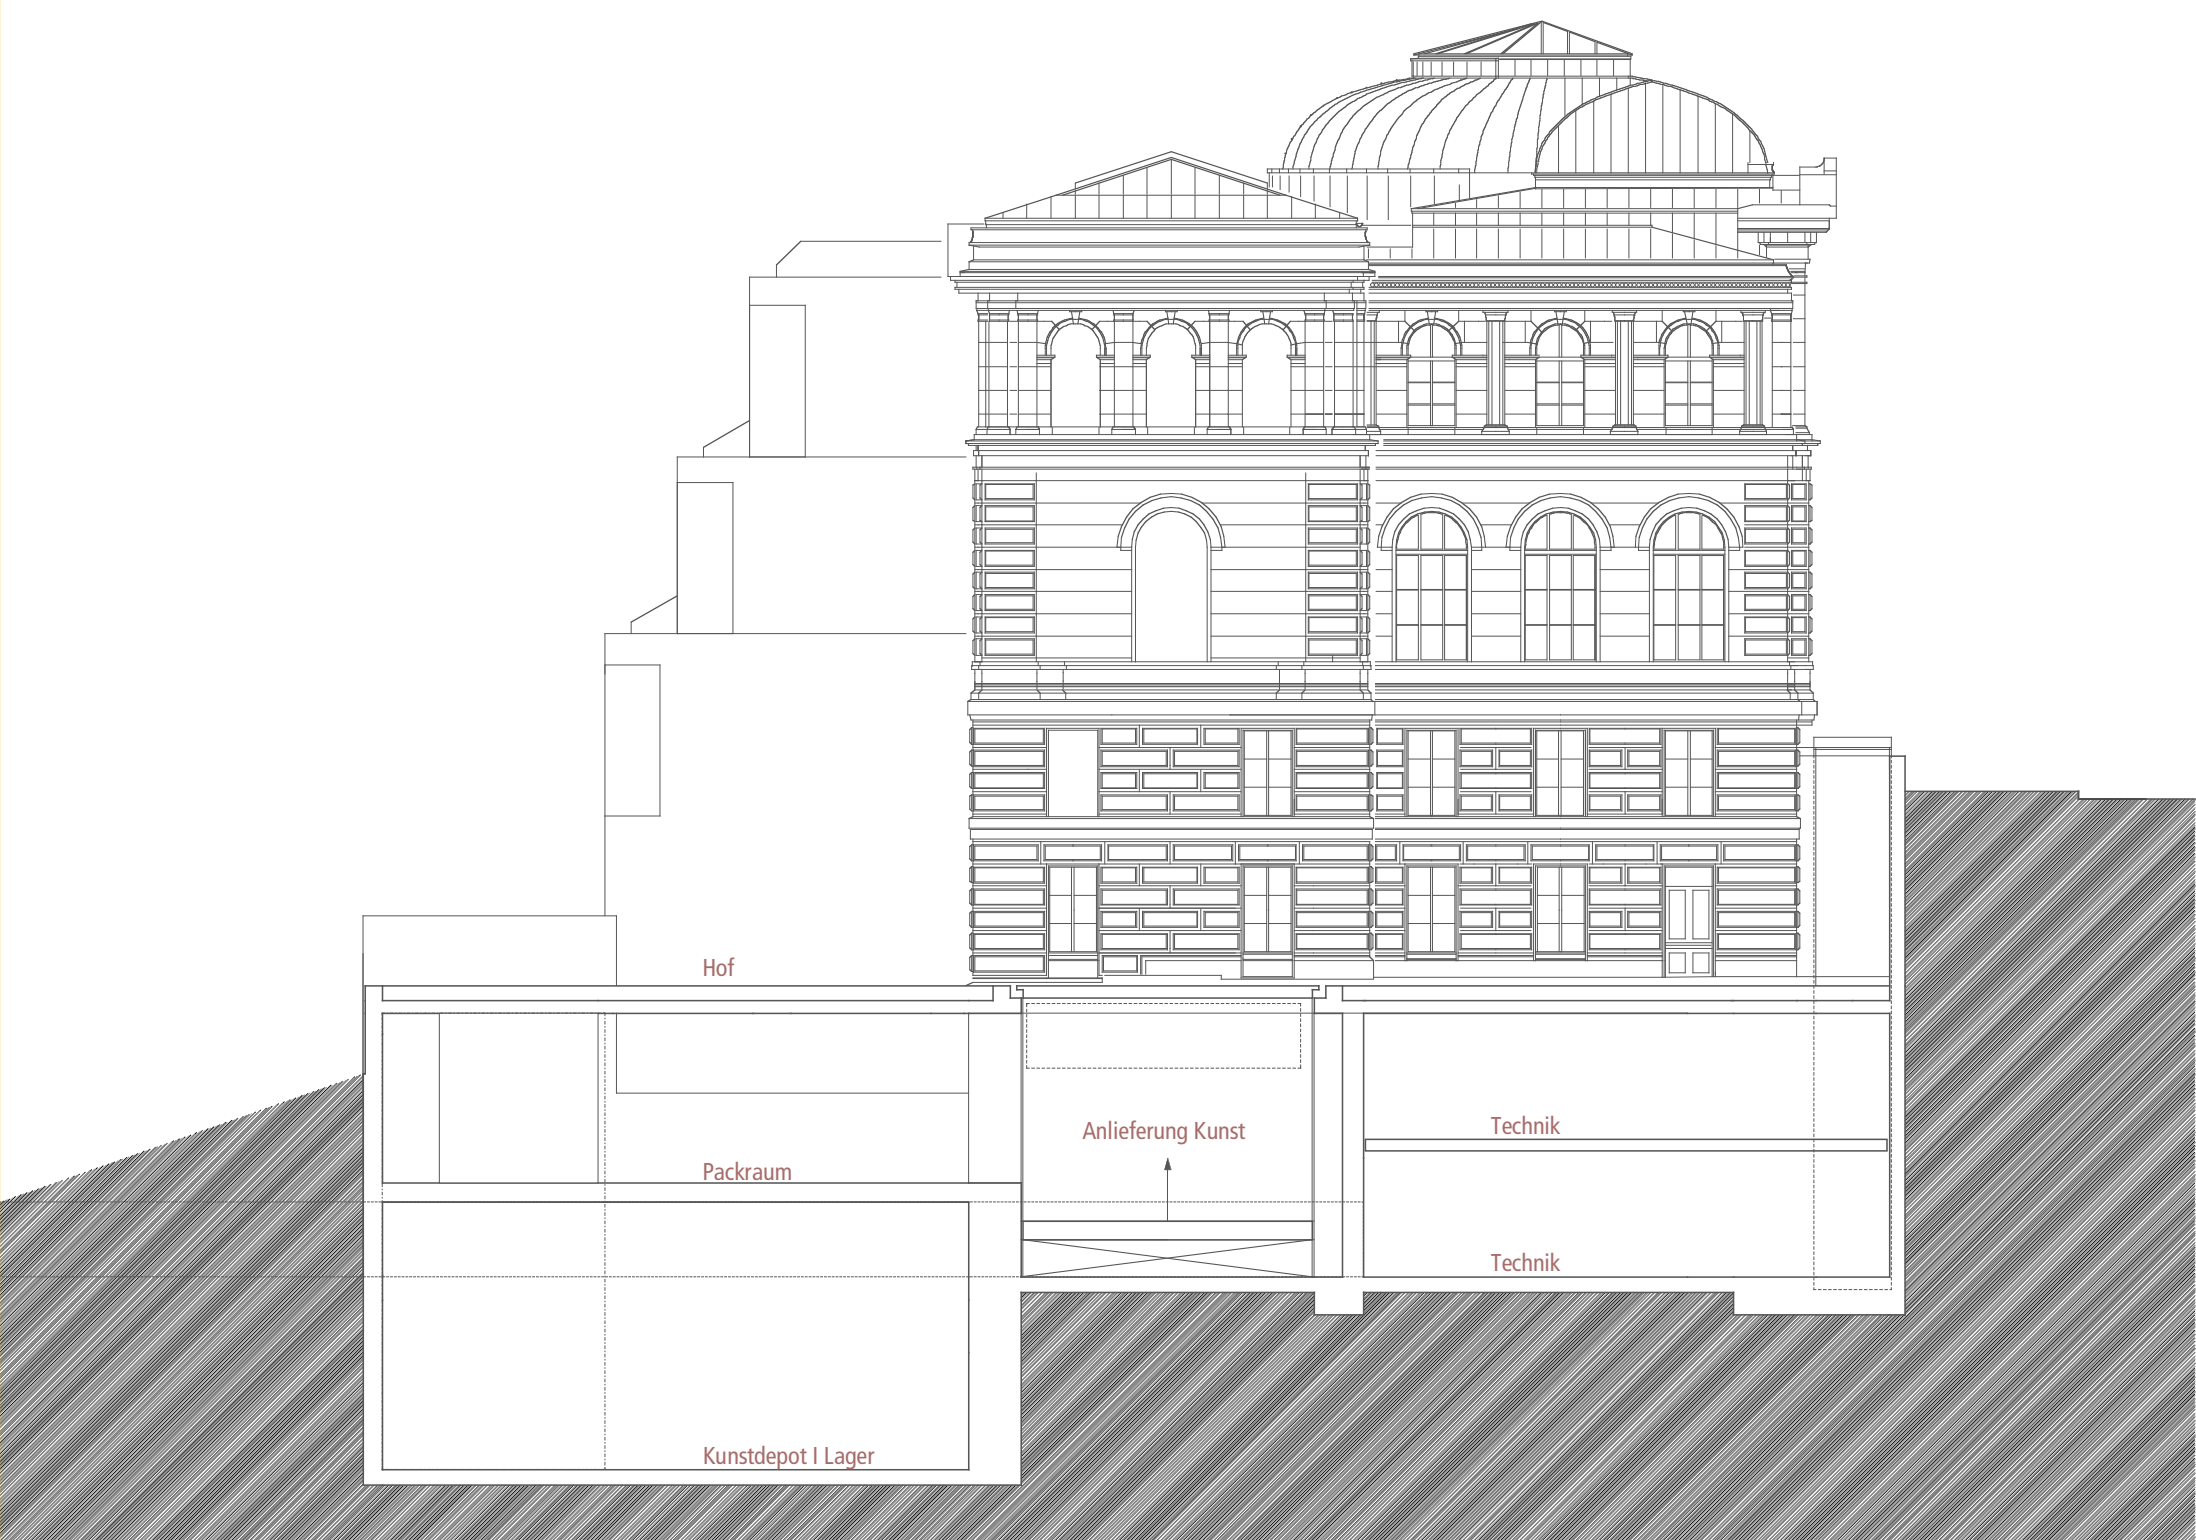 Hof
Anlieferung Kunst
Technik
Packraum
Technik
Kunstdepot I Lager